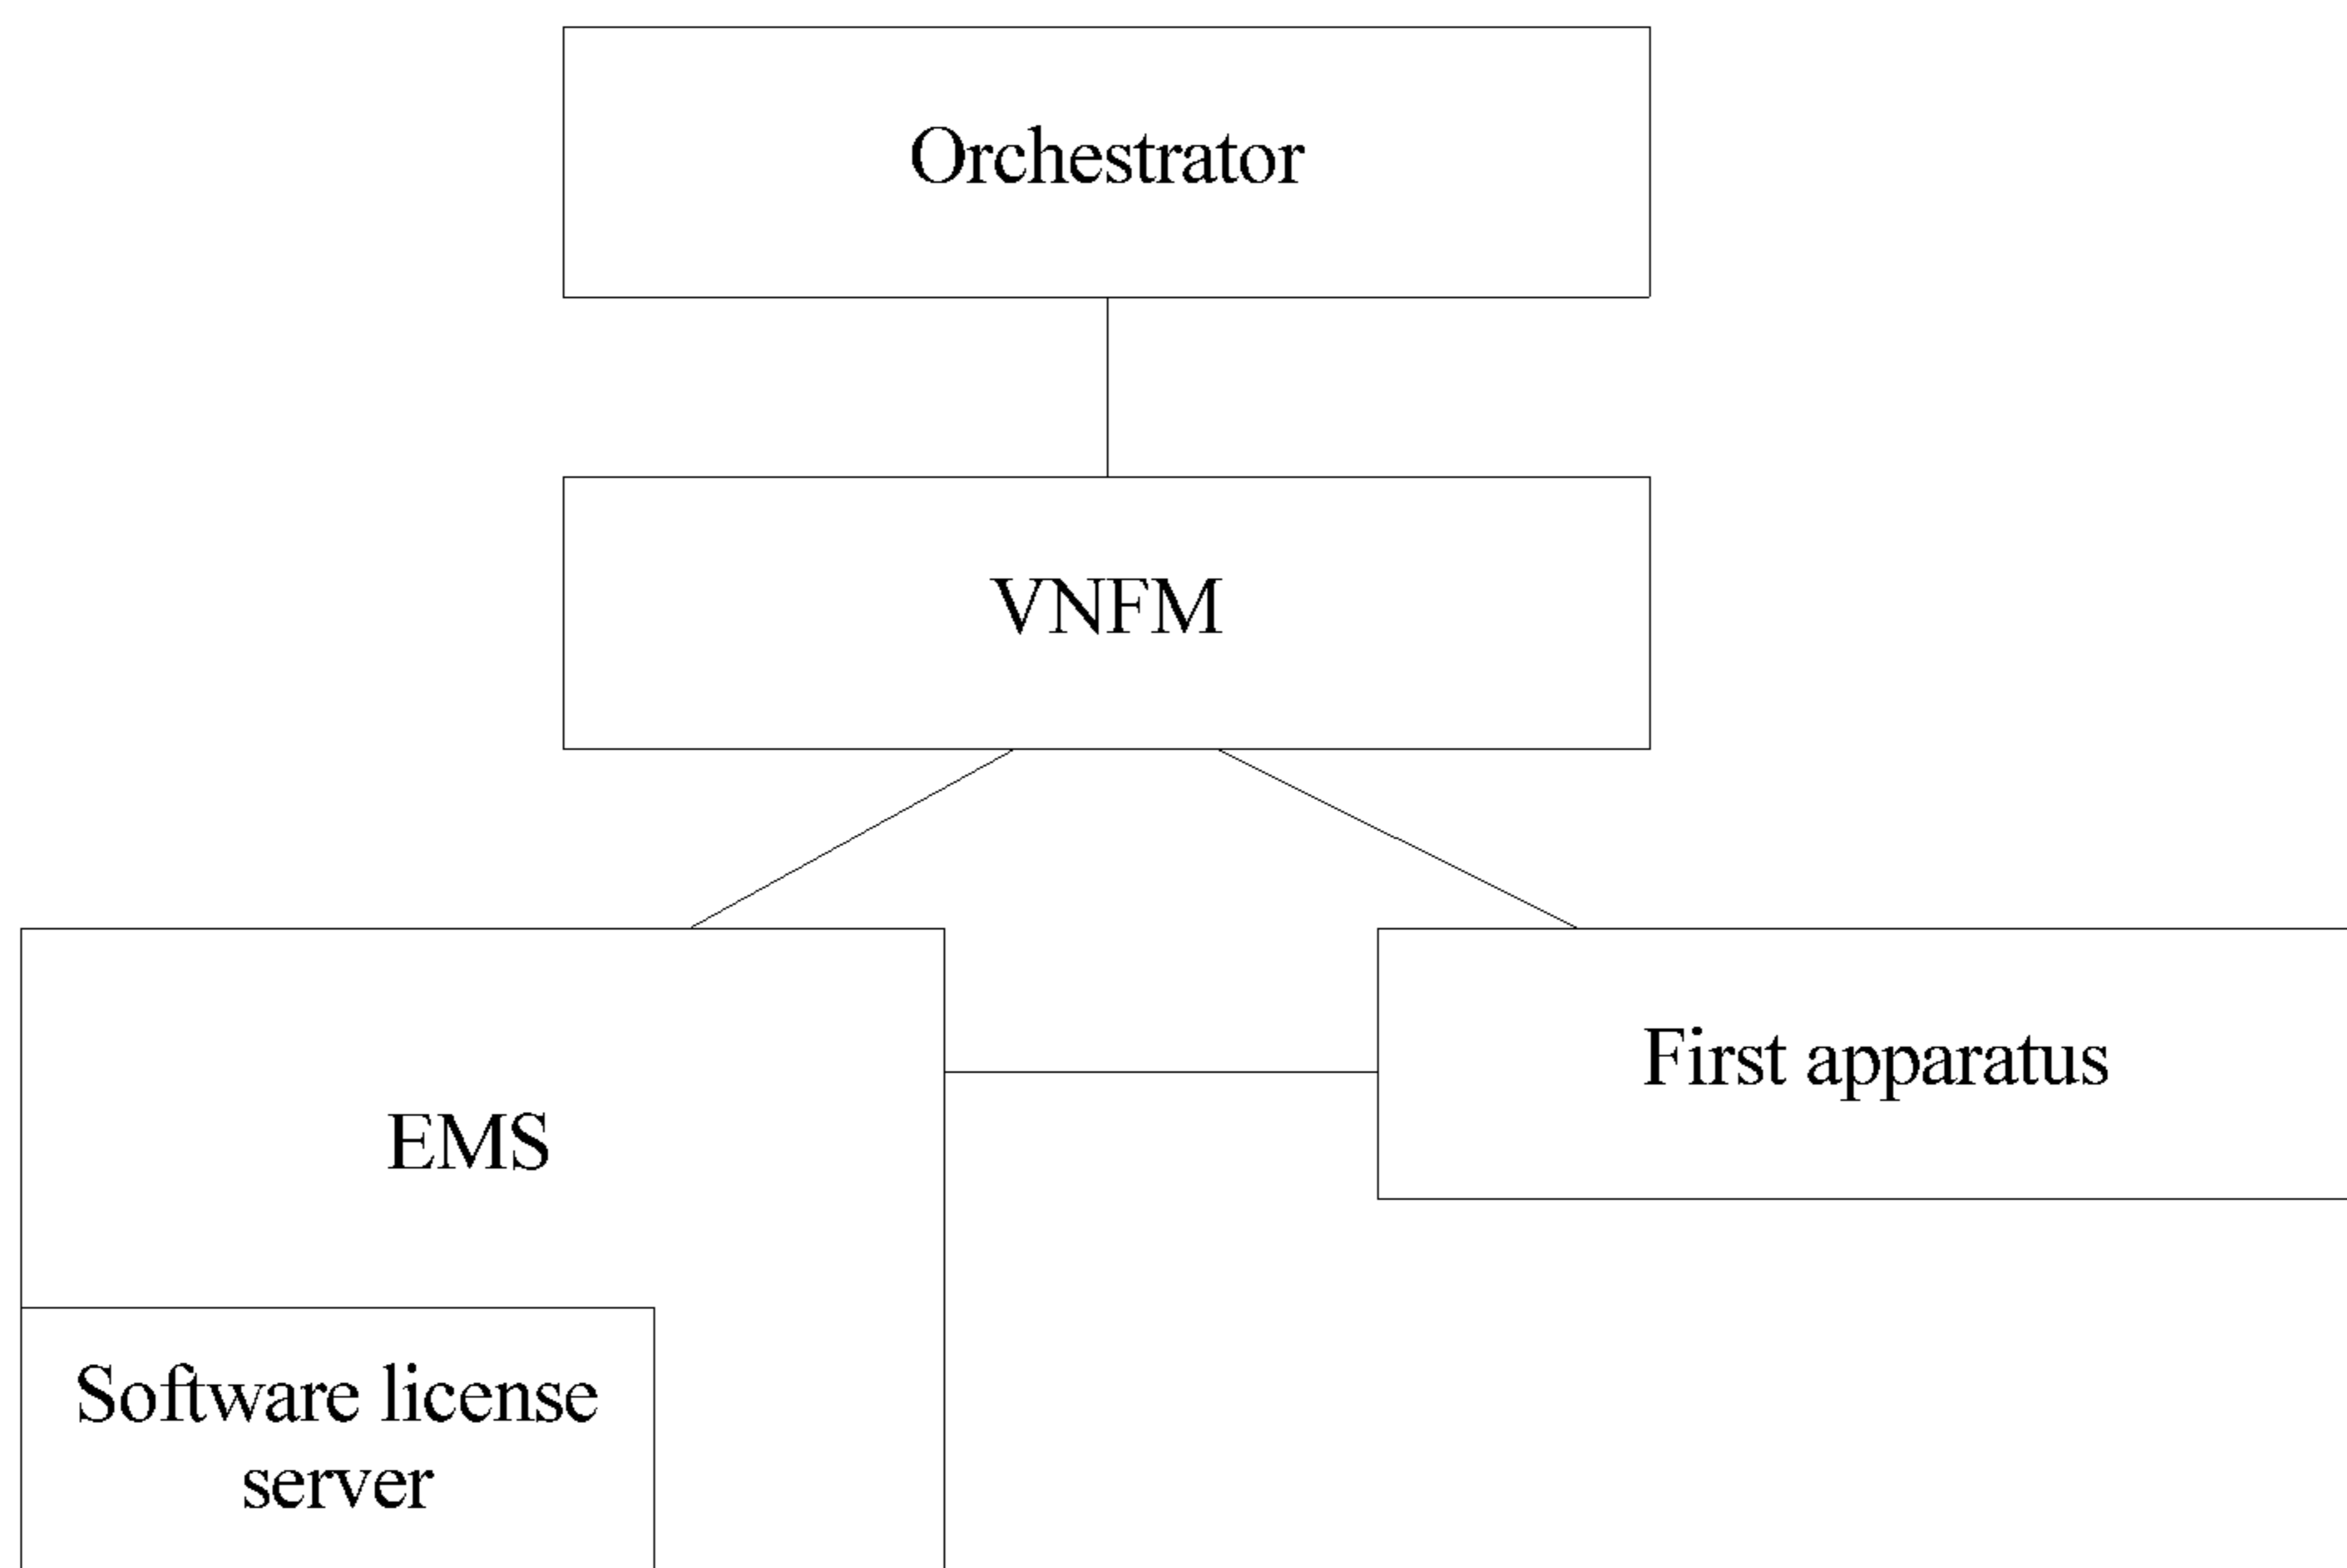 Orchestrator
VNFM
First apparatus
EMS
Software license
server